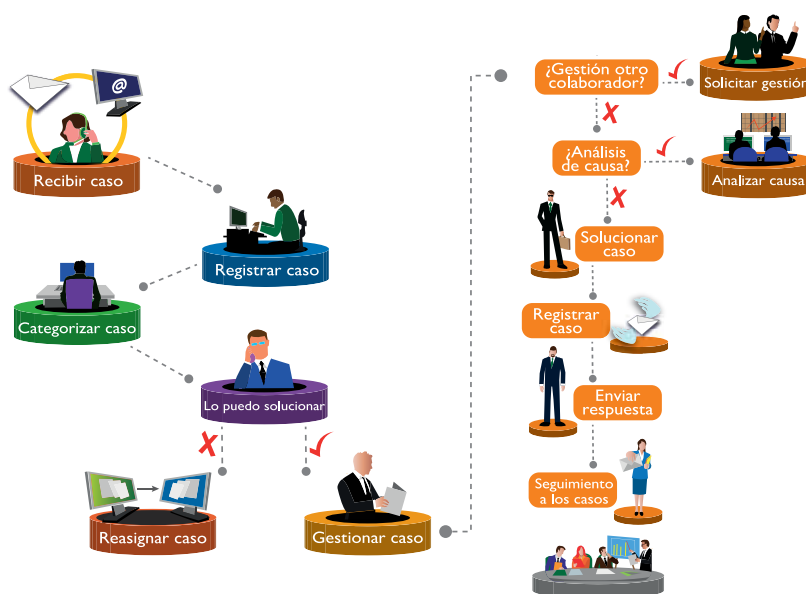 @
Recibir caso
Registrar caso
Categorizar caso
Lo puedo solucionar
Reasignar caso
Gestionar caso
¿Gestión otro
colaborador?
Solicitar gestión
¿Análisis
de causa?
Analizar causa
Solucionar
caso
Registrar
caso
Enviar
respuesta
Seguimiento
a los casos